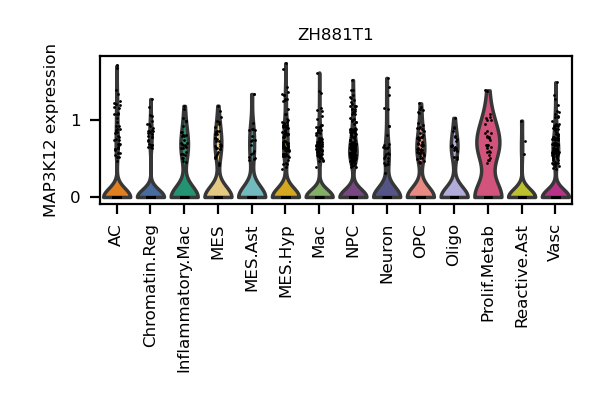 ZH881T1
MAP3K12 expression
1
0
AC
Chromatin.Reg
Inflammatory.Mac
MES
MES.Ast
MES.Hyp
Mac
NPC
Neuron
OPC
Oligo
Prolif.Metab
Reactive.Ast
Vasc